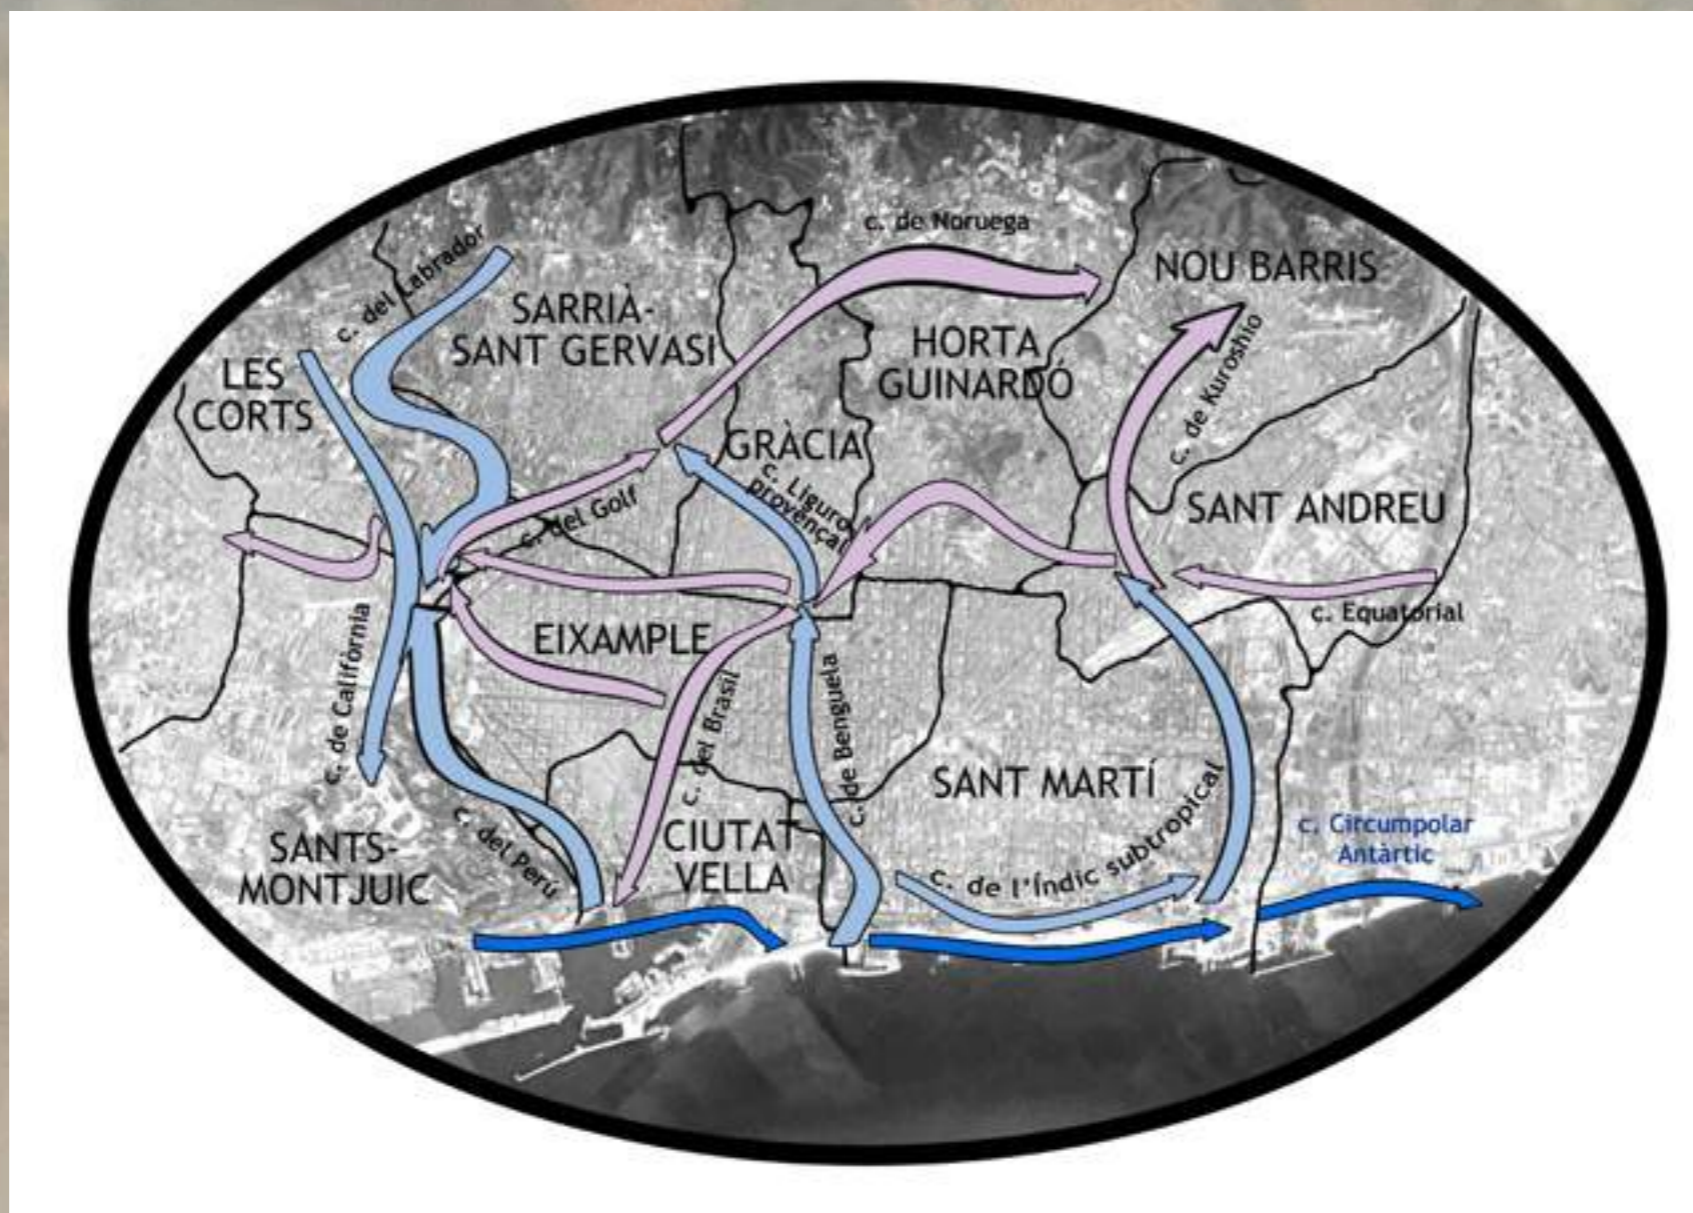 c. de Noruega
NOU BARRIS
c. del Labrador
SARRIÀ-
SANT GERVASI
HORTA
GUINARDÓ
c. de Kuroshio
LES
CORTS
GRÀCIA
c. Líguro-
provençal
SANT ANDREU
c. del Golf
c. Equatorial
EIXAMPLE
c. de Califòrnia
c. del Brasil
c. de Benguela
SANT MARTÍ
c. de l'Índic subtropical
c. Circumpolar
Antàrtic
SANTS-
MONTJUIC
c. del Perú
CIUTAT
VELLA